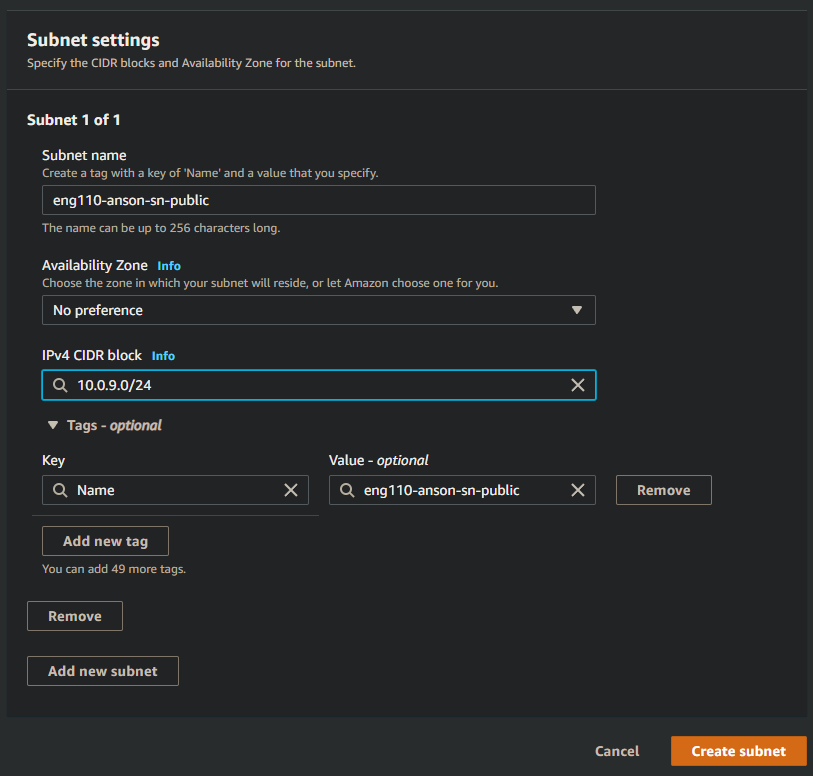 Subnet settings
Specify the CIDR blocks and Availability Zone for the subnet.
Subnet 1 of 1
Subnet name
Create a tag with a key of 'Name' and a value that you specify.
eng110-anson-sn-public
The name can be up to 256 characters long.
Availability Zone Info
Choose the zone in which your subnet will reside, or let Amazon choose one for you.
No preference
IPv4 CIDR block Info
10.0.9.0/24
Tags - optional
Key Value - optional
Name eng110-anson-sn-public Remove
Add new tag
You can add 49 more tags.
Remove
Add new subnet
Cancel Create subnet